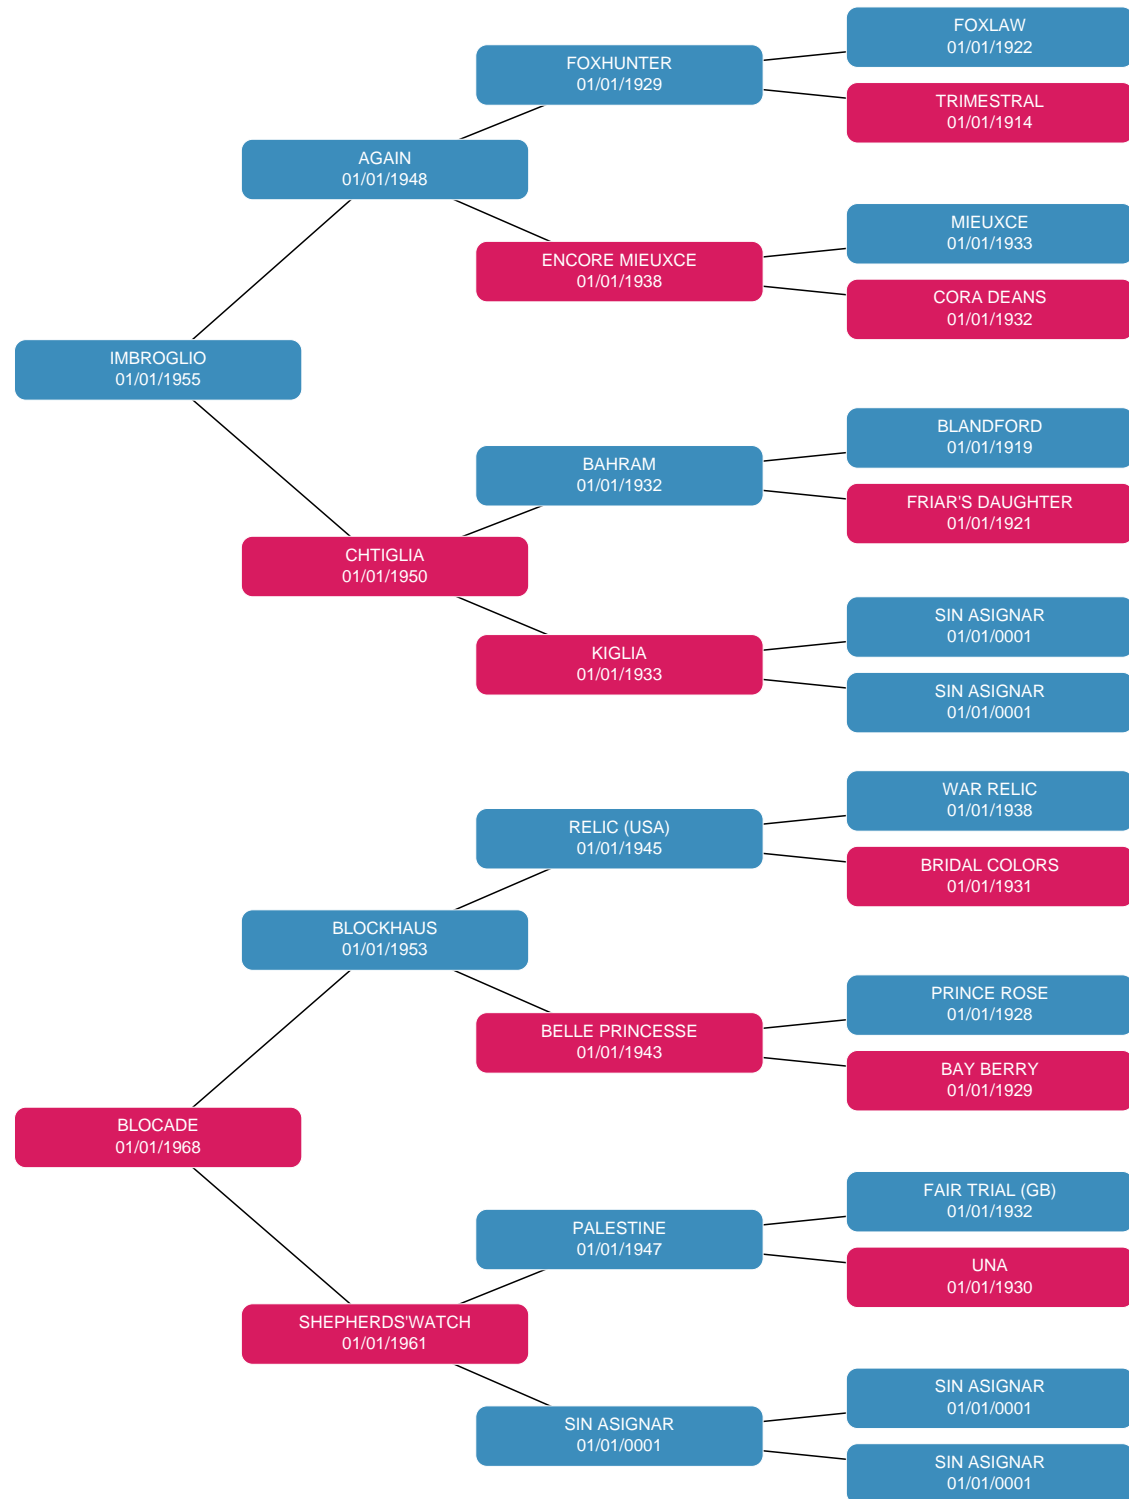 FOXLAW
01/01/1922
FOXHUNTER
01/01/1929
TRIMESTRAL
01/01/1914
AGAIN
01/01/1948
MIEUXCE
01/01/1933
ENCORE MIEUXCE
01/01/1938
CORA DEANS
01/01/1932
IMBROGLIO
01/01/1955
BLANDFORD
01/01/1919
BAHRAM
01/01/1932
FRIAR'S DAUGHTER
01/01/1921
CHTIGLIA
01/01/1950
SIN ASIGNAR
01/01/0001
KIGLIA
01/01/1933
SIN ASIGNAR
01/01/0001
WAR RELIC
01/01/1938
RELIC (USA)
01/01/1945
BRIDAL COLORS
01/01/1931
BLOCKHAUS
01/01/1953
PRINCE ROSE
01/01/1928
BELLE PRINCESSE
01/01/1943
BAY BERRY
01/01/1929
BLOCADE
01/01/1968
FAIR TRIAL (GB)
01/01/1932
PALESTINE
01/01/1947
UNA
01/01/1930
SHEPHERDS'WATCH
01/01/1961
SIN ASIGNAR
01/01/0001
SIN ASIGNAR
01/01/0001
SIN ASIGNAR
01/01/0001